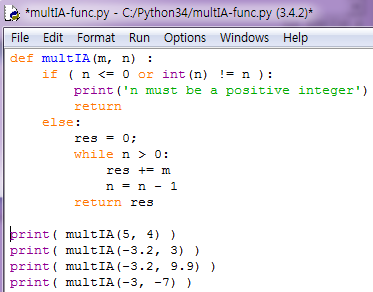 *multIA-func.py - C:/Python34/multIA-func.py (3.4.2)*
File Edit Format Run Options Windows Help
def multIA(m, n) :
    if ( n <= 0 or int(n) != n ):
        print('n must be a positive integer')
        return
    else:
        res = 0;
        while n > 0:
            res += m
            n = n - 1
        return res

print( multIA(5, 4) )
print( multIA(-3.2, 3) )
print( multIA(-3.2, 9.9) )
print( multIA(-3, -7) )